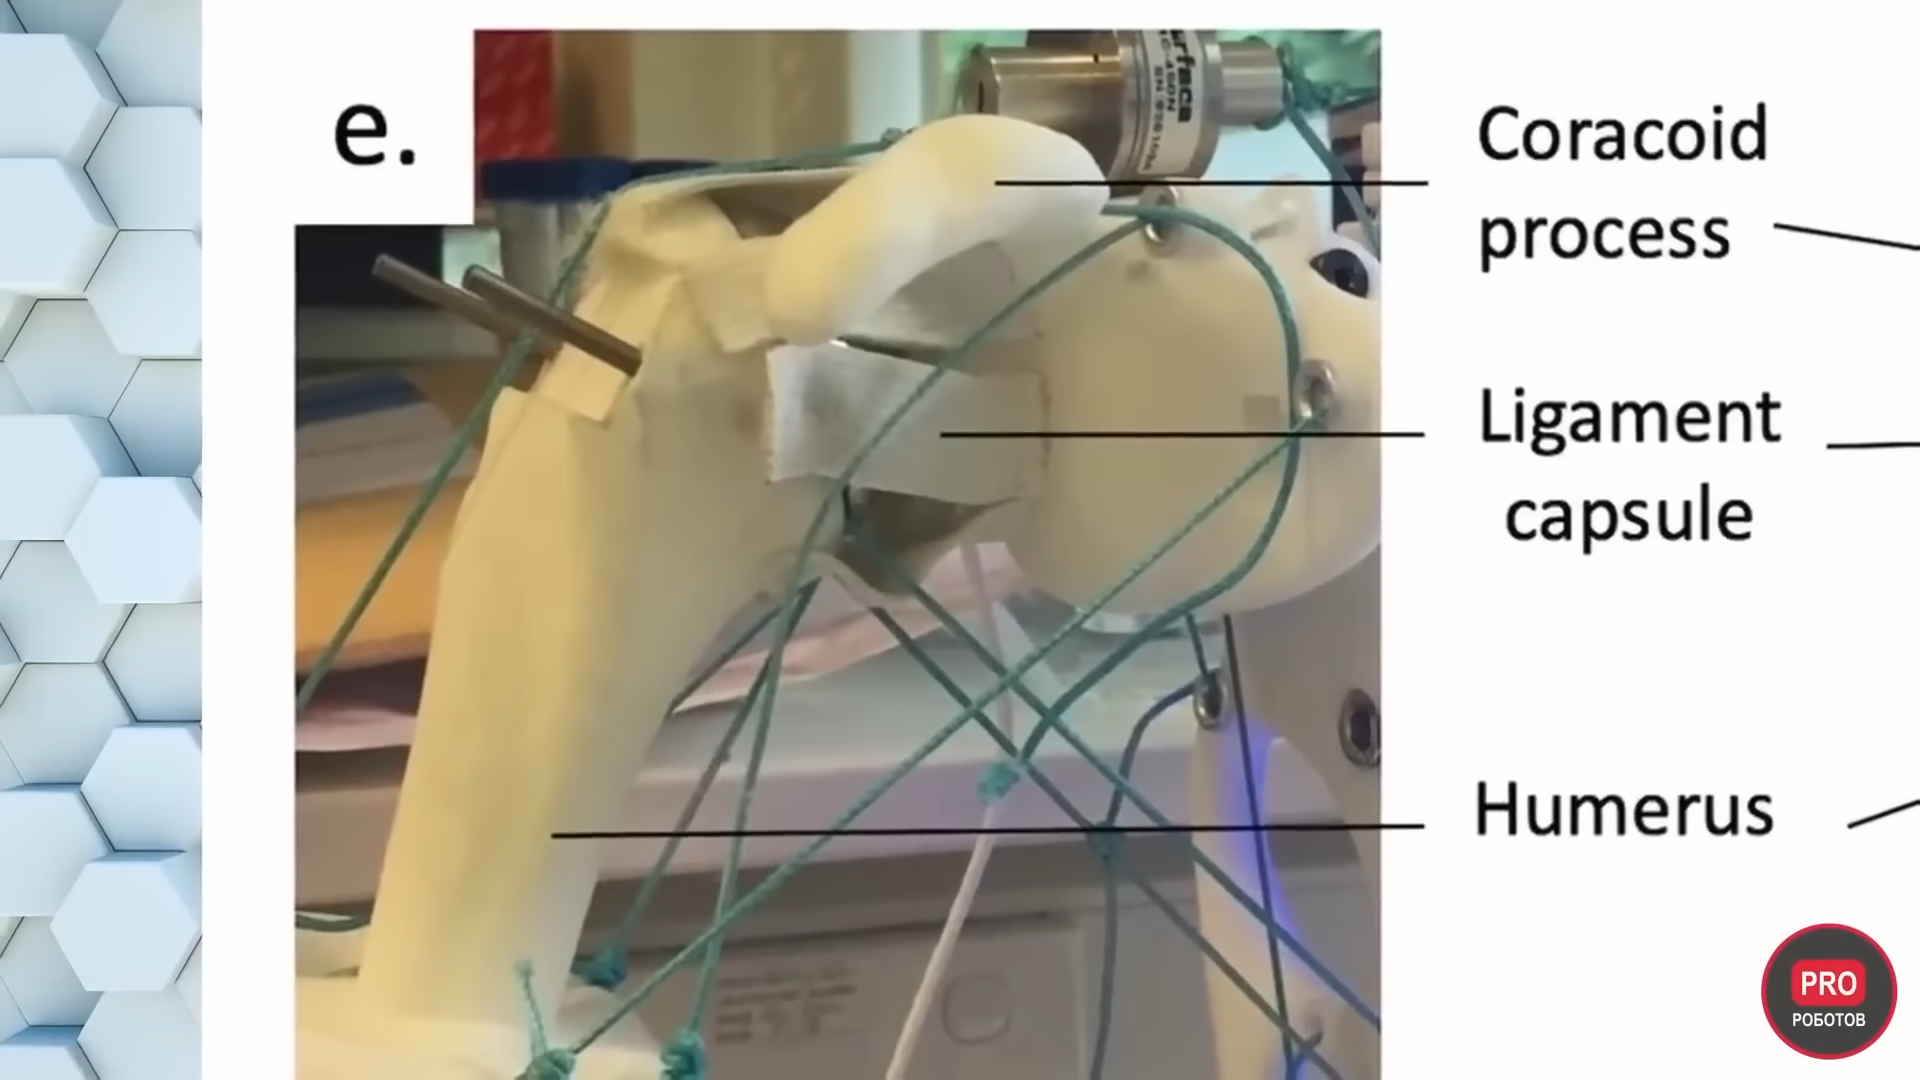 e.
Coracoid
process
Ligament
capsule
Humerus
PRO
РОБОТОВ